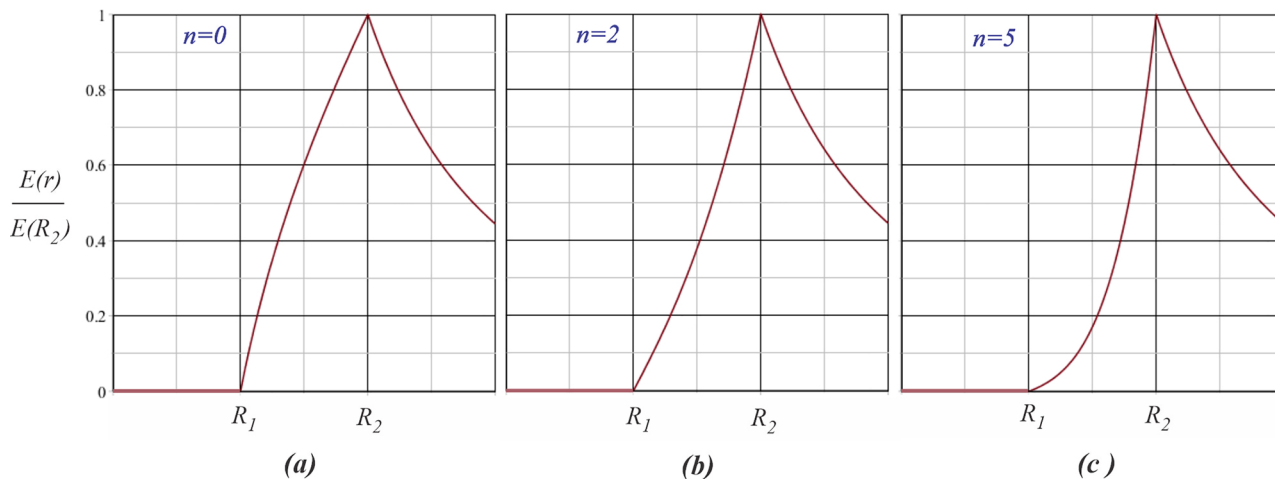 n=0
n=2
n=5
1
0.8
0.6
0.4
0.2
0
E(r)
E(R2)
R1 R2
R1 R2
R1 R2
(a)
(b)
(c )